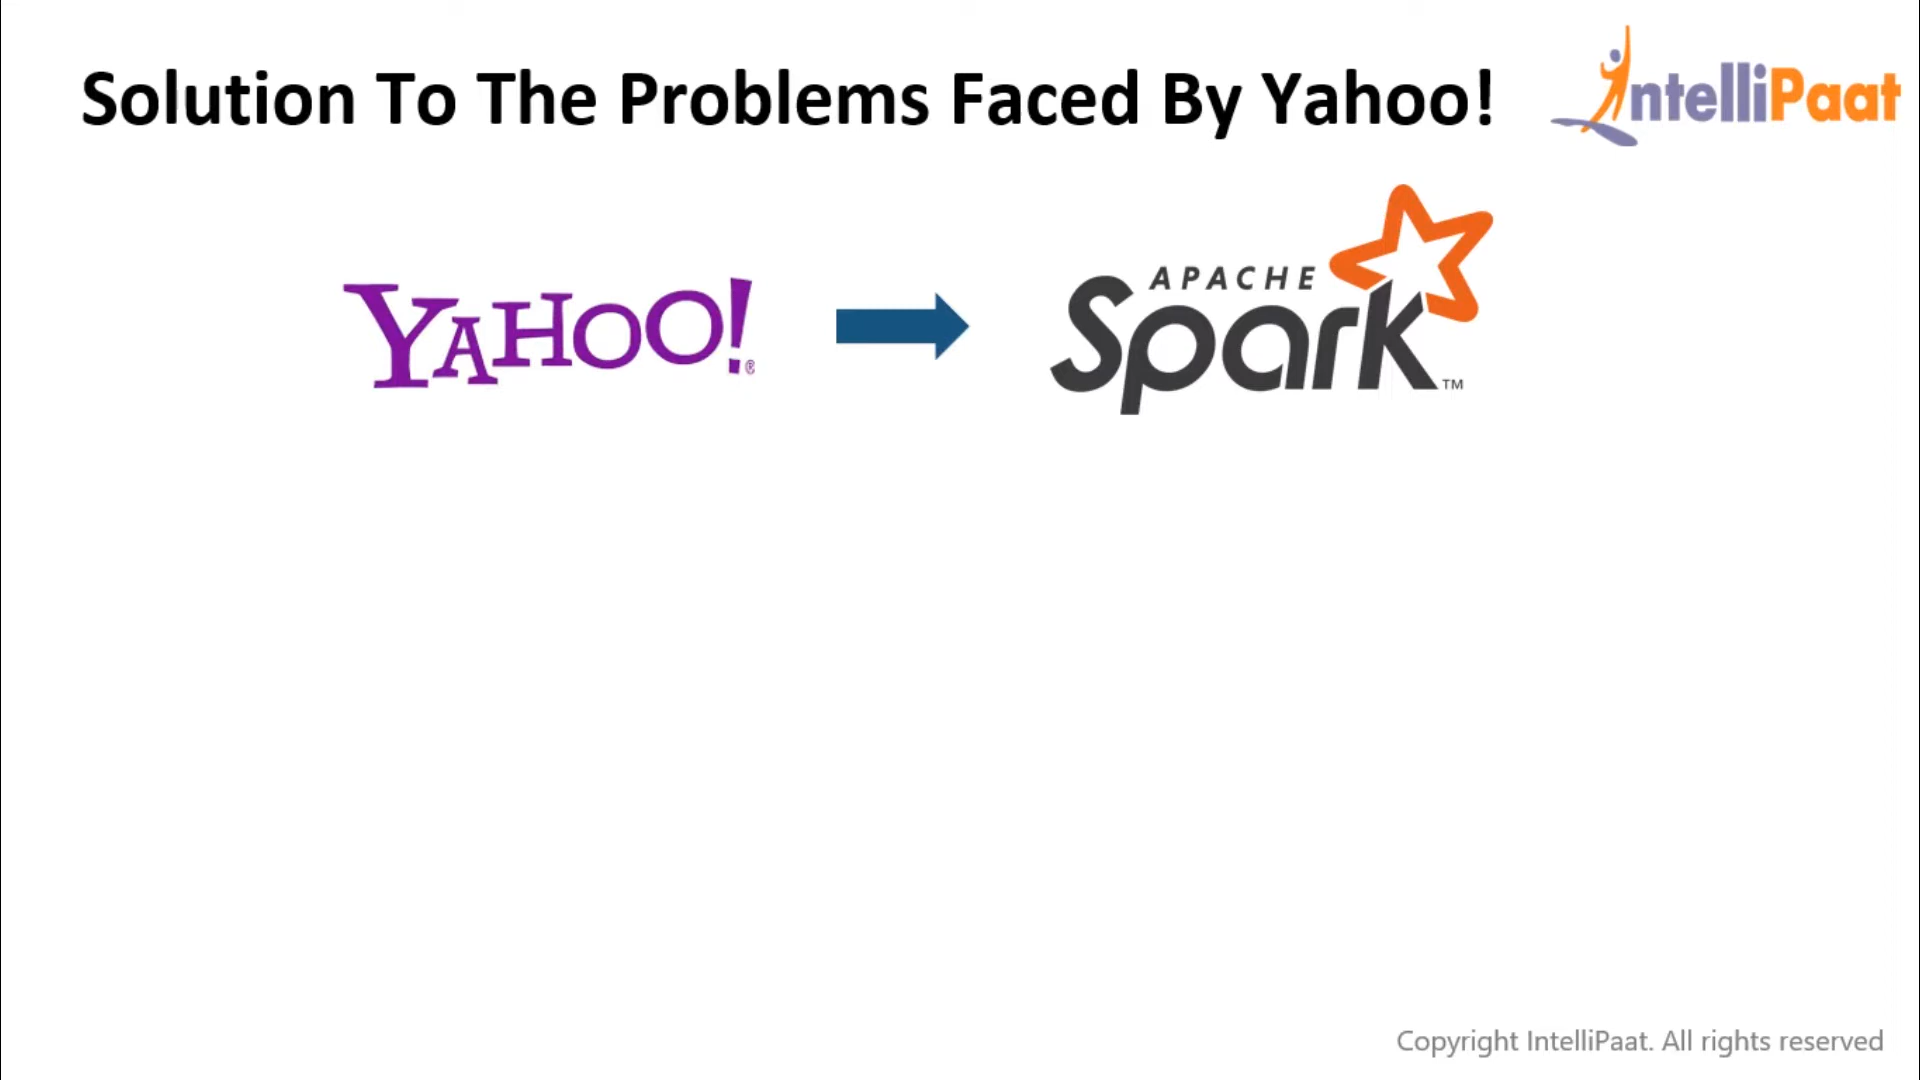 Solution To The Problems Faced By Yahoo!
IntelliPaat
YAHOO! ®
APACHE
Spark ™
Copyright IntelliPaat. All rights reserved